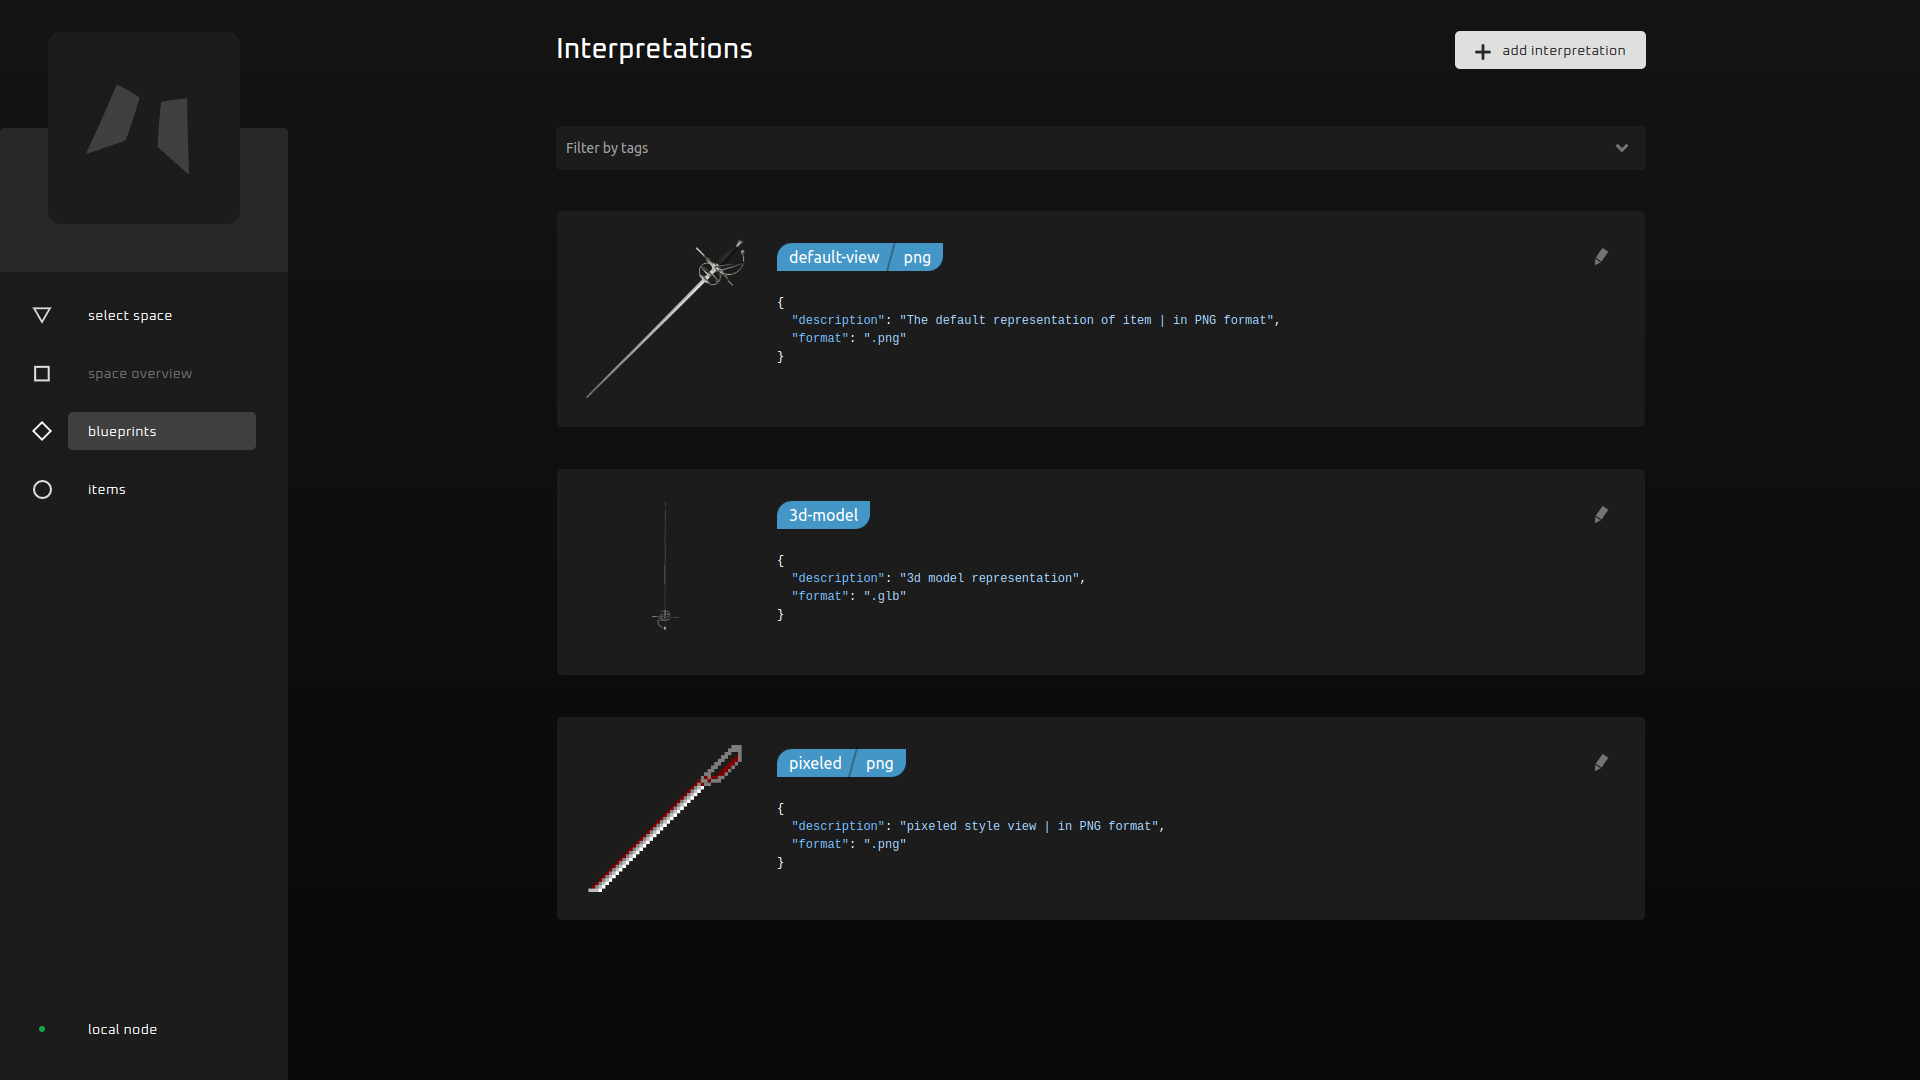 Interpretations
add interpretation
Filter by tags
select space
space overview
blueprints
items
local node
default-view png
{
"description": "The default representation of item | in PNG format",
"format": ".png"
}
3d-model
{
"description": "3d model representation",
"format": ".glb"
}
pixeled png
{
"description": "pixeled style view | in PNG format",
"format": ".png"
}